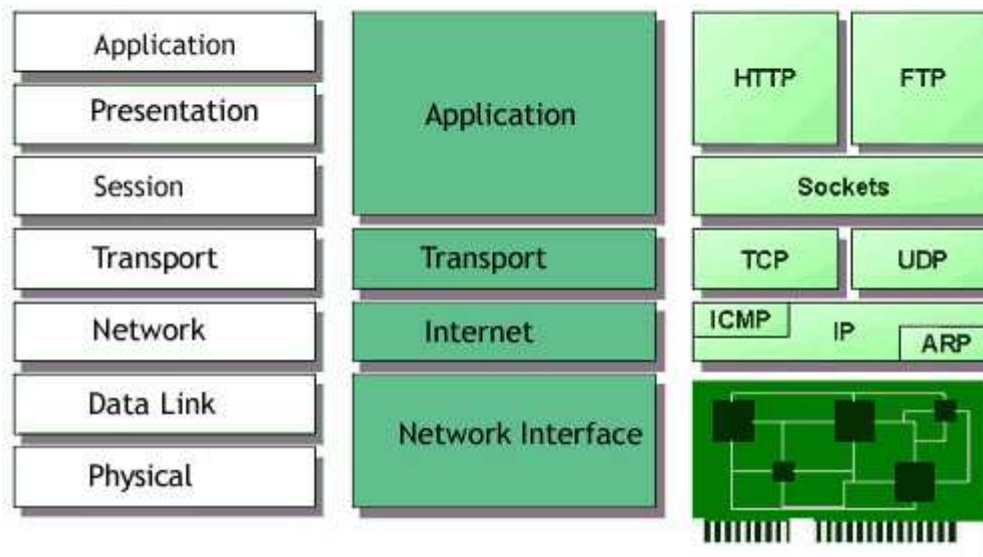 Application
Presentation
Session
Transport
Network
Data Link
Physical
Application
Transport
Internet
Network Interface
HTTP
FTP
Sockets
TCP
UDP
ICMP
IP
ARP